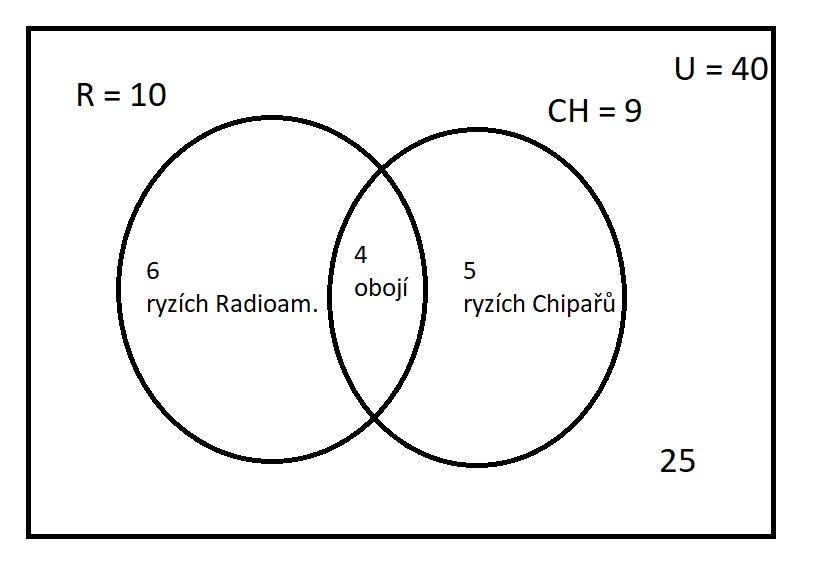 U = 40
R = 10
CH = 9
6
ryzích Radioam.
4
obojí
5
ryzích Chipařů
25